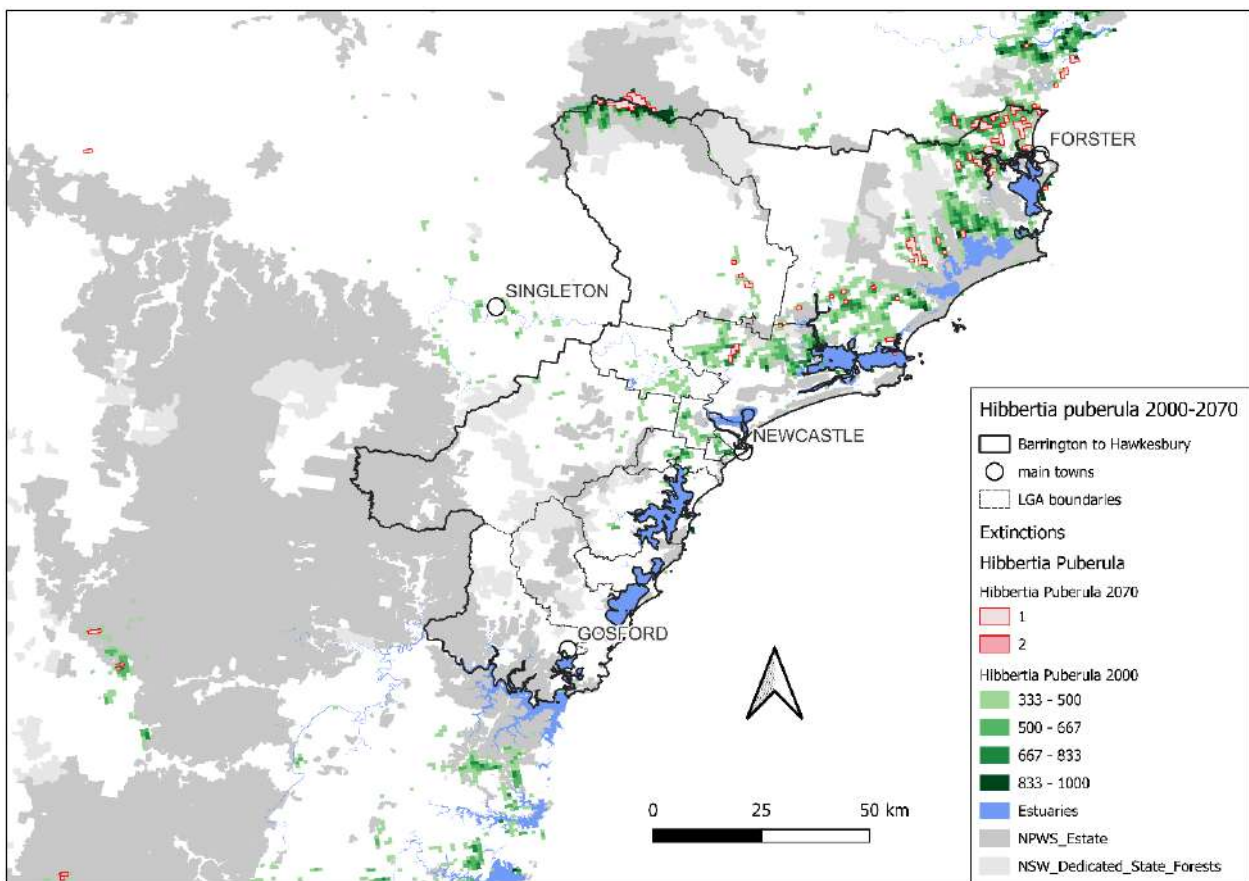 FORSTER
SINGLETON
NEWCASTLE
GOSFORD
0 25 50 km
Hibbertia puberula 2000-2070
Barrington to Hawkesbury
main towns
LGA boundaries
Extinctions
Hibbertia Puberula
Hibbertia Puberula 2070
1
2
Hibbertia Puberula 2000
333 - 500
500 - 667
667 - 833
833 - 1000
Estuaries
NPWS_Estate
NSW_Dedicated_State_Forests